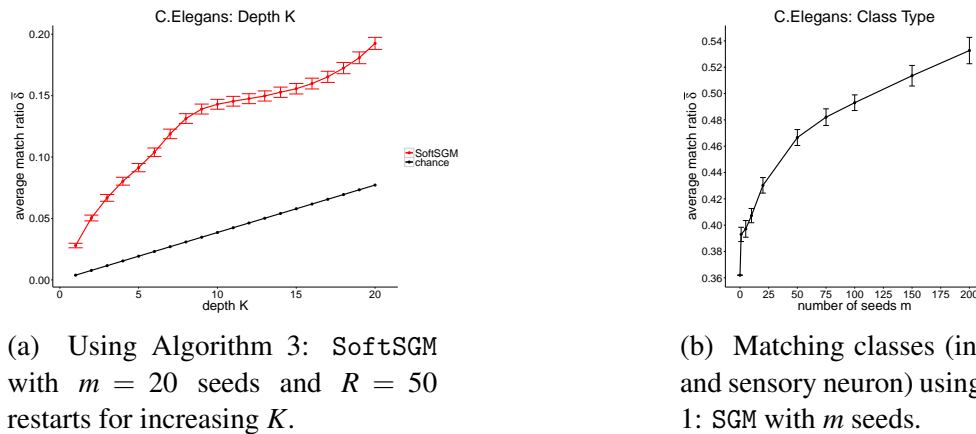 C.Elegans: Depth K
0.20
0.15
0.10
0.05
0.00
average match ratio δ̄
0 5 10 15 20
depth K
SoftSGM
chance
(a) Using Algorithm 3: SoftSGM
with m = 20 seeds and R = 50
restarts for increasing K.
C.Elegans: Class Type
0.54
0.52
0.50
0.48
0.46
0.44
0.42
0.40
0.38
0.36
average match ratio δ̄
0 25 50 75 100 125 150 175 200
number of seeds m
(b) Matching classes (in
and sensory neuron) using
1: SGM with m seeds.